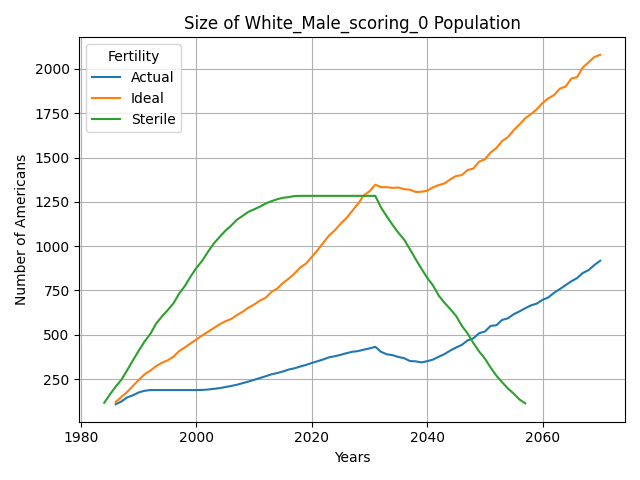 Size of White_Male_scoring_0 Population
Fertility
Actual
Ideal
Sterile
Number of Americans
2000
1750
1500
1250
1000
750
500
250
1980
2000
2020
2040
2060
Years